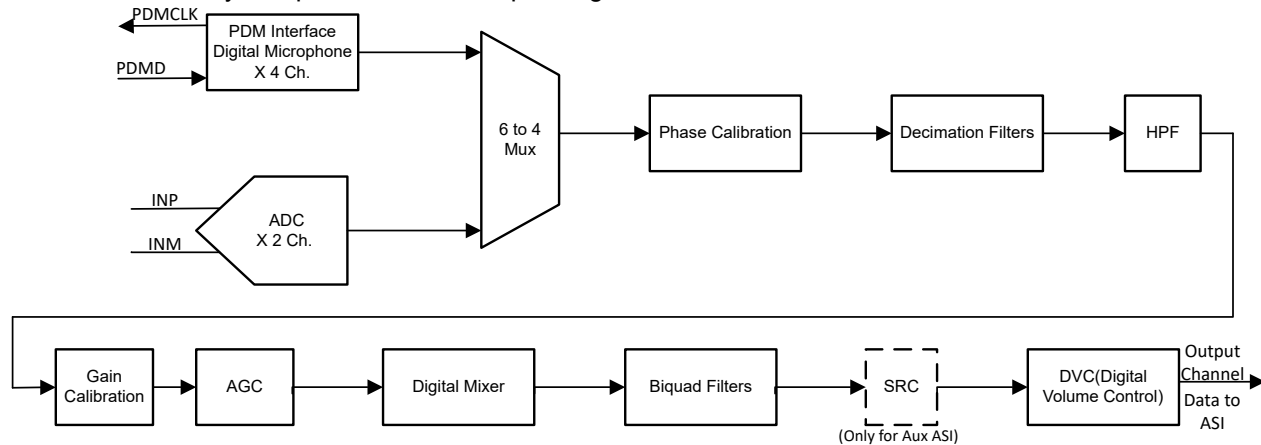 PDMCLK
PDM Interface
Digital Microphone
X 4 Ch.
PDMD
6 to 4
Mux
Phase Calibration
Decimation Filters
HPF
INP
ADC
X 2 Ch.
INM
Gain
Calibration
AGC
Digital Mixer
Biquad Filters
SRC
(Only for Aux ASI)
DVC(Digital
Volume Control)
Output
Channel
Data to
ASI